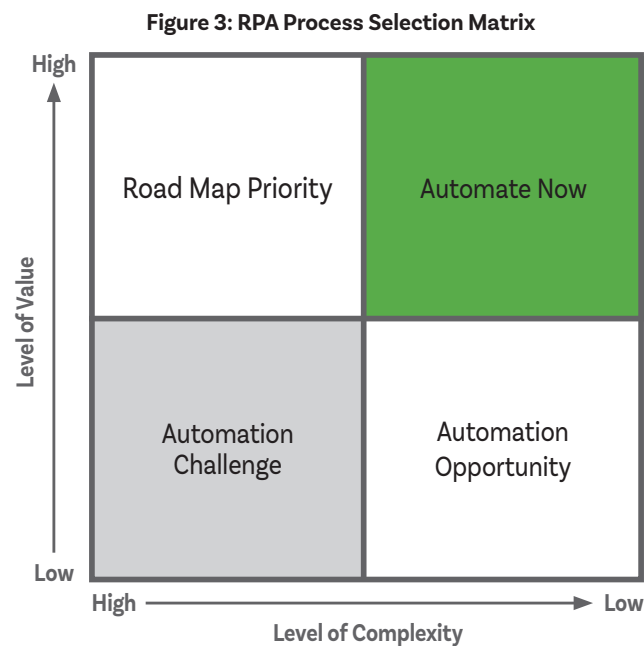 Figure 3: RPA Process Selection Matrix
High
Road Map Priority
Automate Now
Level of Value
Automation
Challenge
Automation
Opportunity
Low
High
Low
Level of Complexity